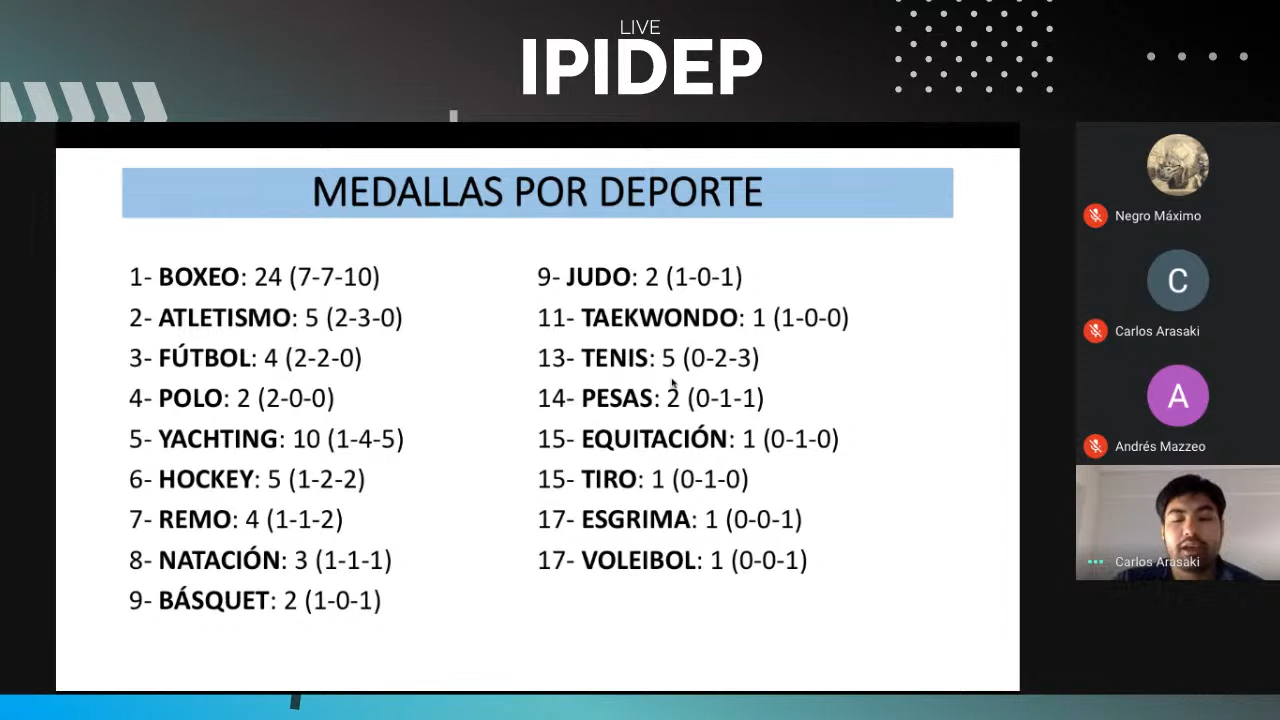 LIVE
IPIDEP
MEDALLAS POR DEPORTE
1- BOXEO: 24 (7-7-10)
2- ATLETISMO: 5 (2-3-0)
3- FÚTBOL: 4 (2-2-0)
4- POLO: 2 (2-0-0)
5- YACHTING: 10 (1-4-5)
6- HOCKEY: 5 (1-2-2)
7- REMO: 4 (1-1-2)
8- NATACIÓN: 3 (1-1-1)
9- BÁSQUET: 2 (1-0-1)
9- JUDO: 2 (1-0-1)
11- TAEKWONDO: 1 (1-0-0)
13- TENIS: 5 (0-2-3)
14- PESAS: 2 (0-1-1)
15- EQUITACIÓN: 1 (0-1-0)
15- TIRO: 1 (0-1-0)
17- ESGRIMA: 1 (0-0-1)
17- VOLEIBOL: 1 (0-0-1)
Negro Máximo
C
Carlos Arasaki
A
Andrés Mazzeo
Carlos Arasaki